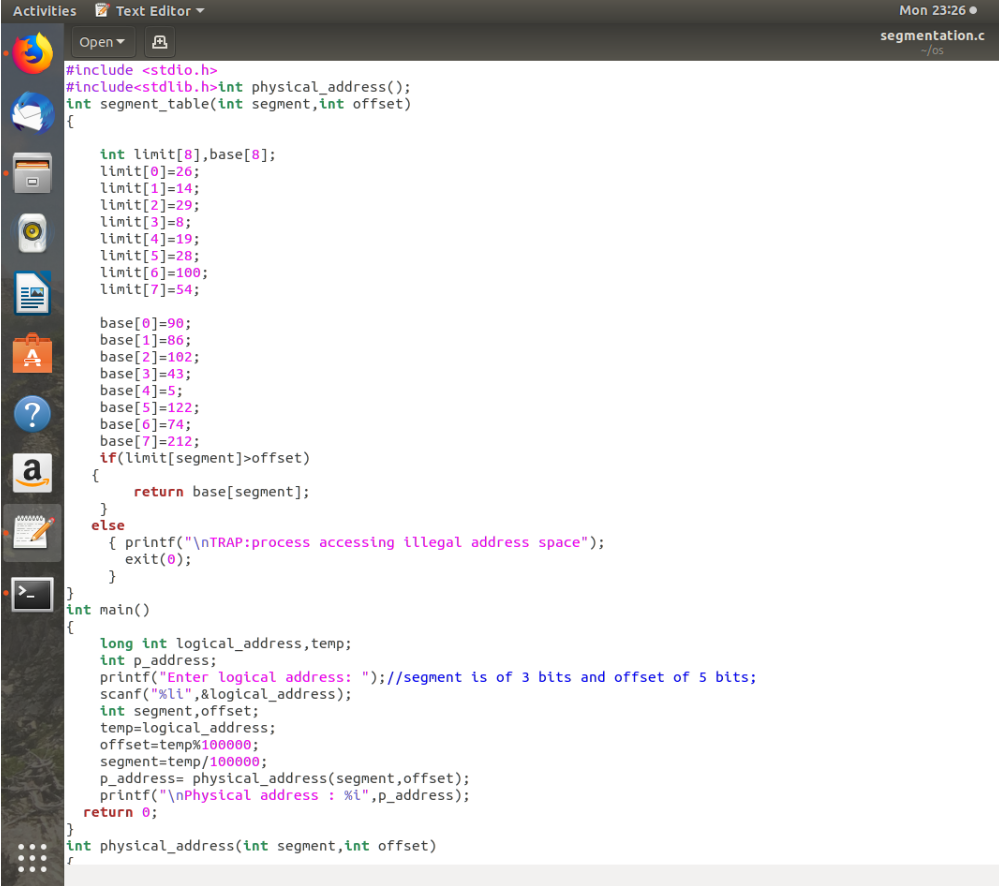 Activities Text Editor Mon 23:26
Open segmentation.c
~/os
#include <stdio.h>
#include<stdlib.h>int physical_address();
int segment_table(int segment,int offset)
{
int limit[8],base[8];
limit[0]=26;
limit[1]=14;
limit[2]=29;
limit[3]=8;
limit[4]=19;
limit[5]=28;
limit[6]=100;
limit[7]=54;
base[0]=90;
base[1]=86;
base[2]=102;
base[3]=43;
base[4]=5;
base[5]=122;
base[6]=74;
base[7]=212;
if(limit[segment]>offset)
{
return base[segment];
}
else
{ printf("\nTRAP:process accessing illegal address space");
exit(0);
}
}
int main()
{
long int logical_address,temp;
int p_address;
printf("Enter logical address: ");//segment is of 3 bits and offset of 5 bits;
scanf("%li",&logical_address);
int segment,offset;
temp=logical_address;
offset=temp%100000;
segment=temp/100000;
p_address= physical_address(segment,offset);
printf("\nPhysical address : %i",p_address);
return 0;
}
int physical_address(int segment,int offset)
{